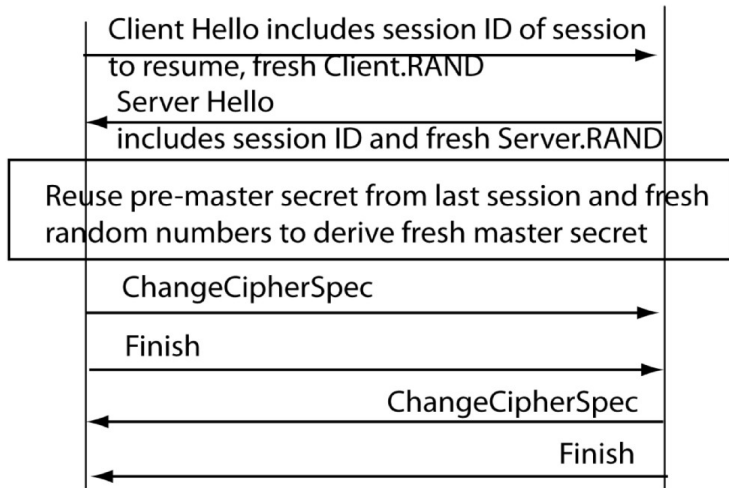 Client Hello includes session ID of session
to resume, fresh Client.RAND
Server Hello
includes session ID and fresh Server.RAND
Reuse pre-master secret from last session and fresh
random numbers to derive fresh master secret
ChangeCipherSpec
Finish
ChangeCipherSpec
Finish